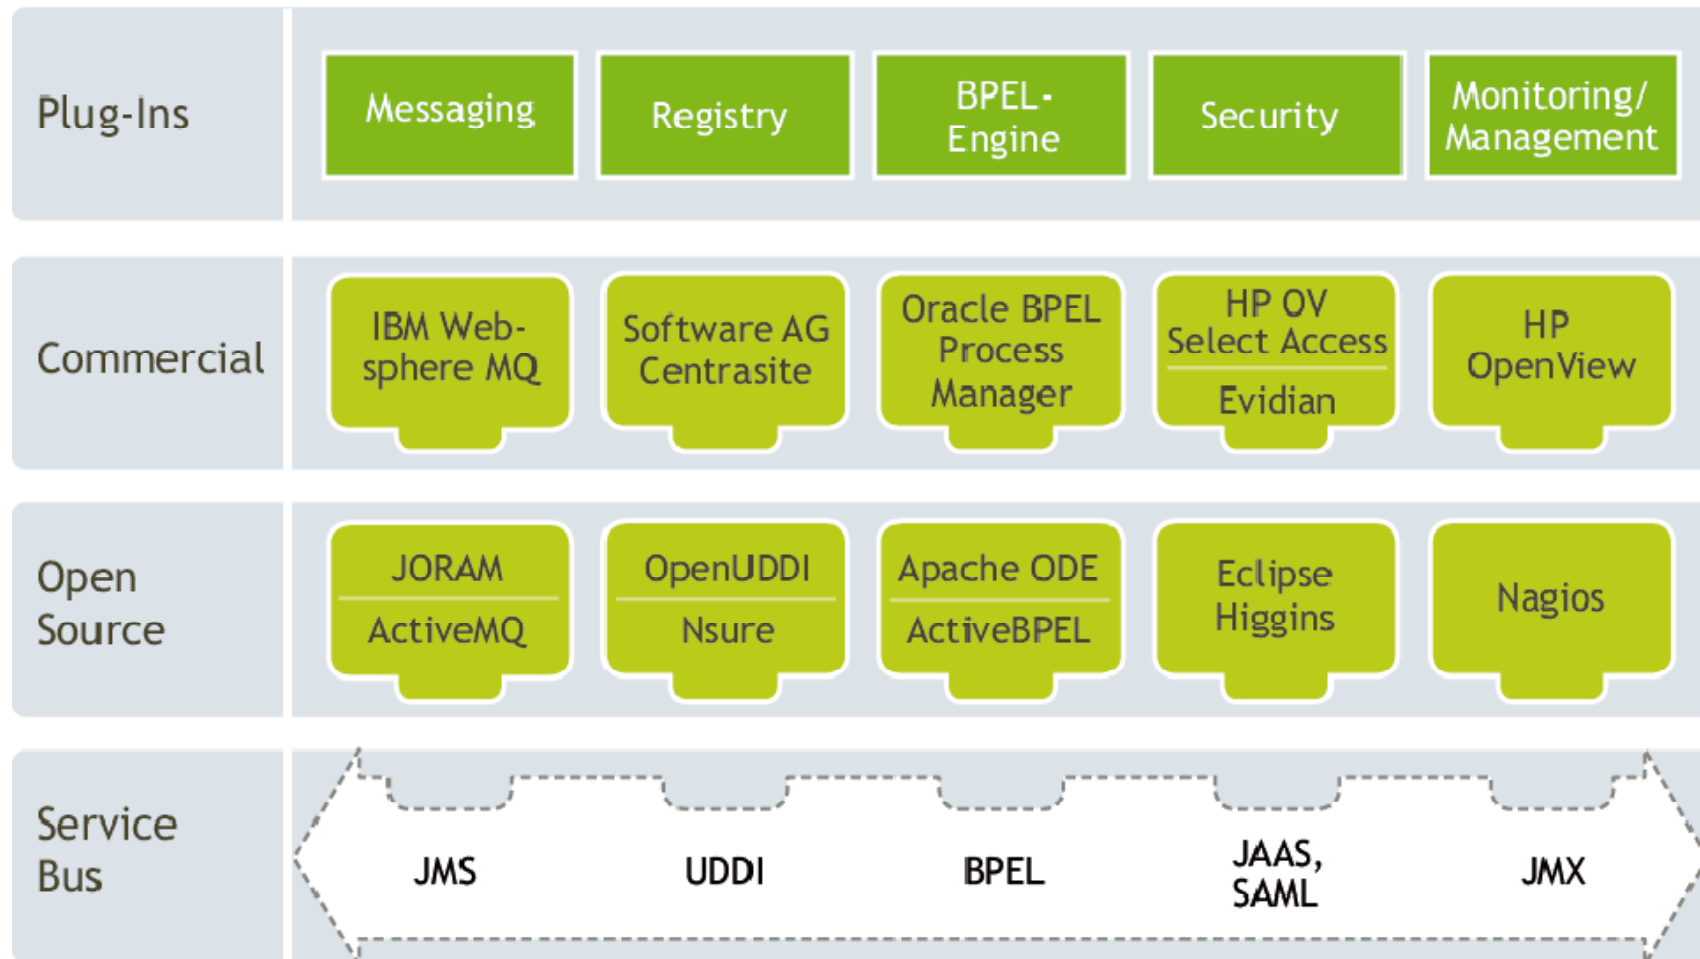 Plug-Ins
Messaging
Registry
BPEL-
Engine
Security
Monitoring/
Management
Commercial
IBM Web-
sphere MQ
Software AG
Centrasite
Oracle BPEL
Process
Manager
HP OV
Select Access
Evidian
HP
OpenView
Open
Source
JORAM
ActiveMQ
OpenUDDI
Nsure
Apache ODE
ActiveBPEL
Eclipse
Higgins
Nagios
Service
Bus
JMS
UDDI
BPEL
JAAS,
SAML
JMX